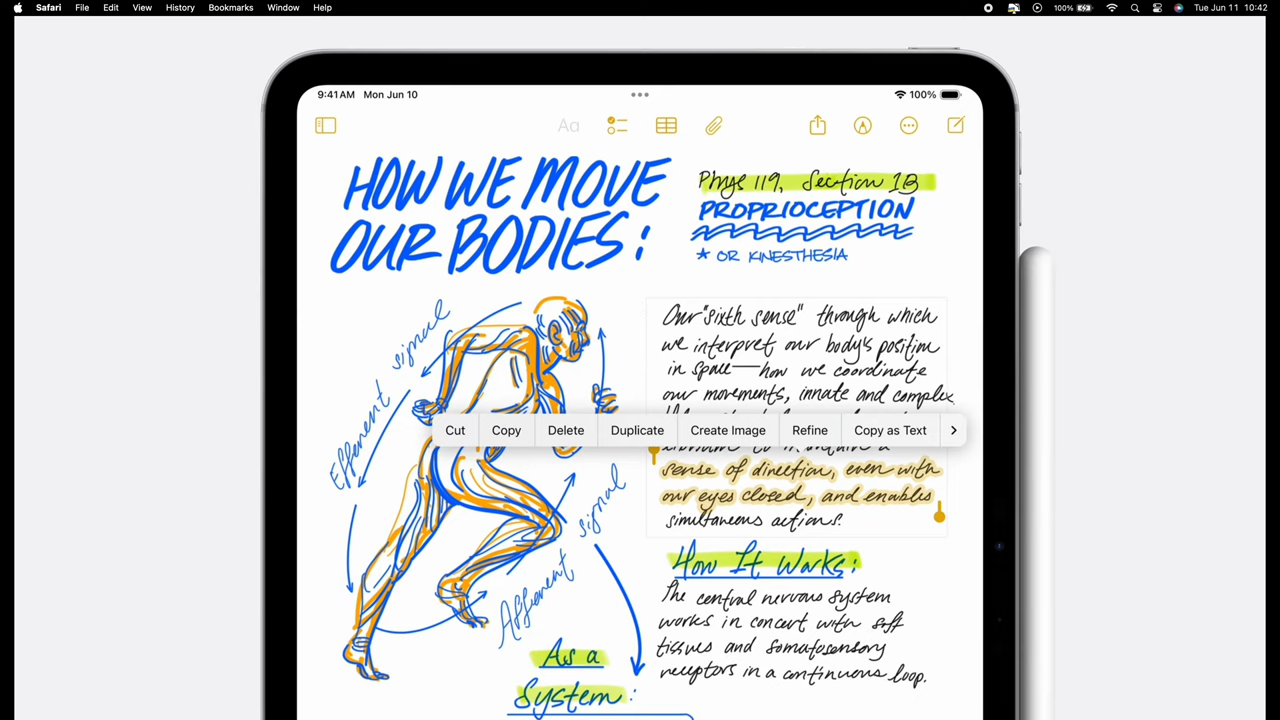 Safari File Edit View History Bookmarks Window Help
100% Tue Jun 11 10:42
9:41 AM Mon Jun 10
100%
Aa
HOW WE MOVE
OUR BODIES:
Phys 119, Section 1B
PROPRIOCEPTION
* OR KINESTHESIA
Efferent signal
Our "sixth sense" through which
we interpret our body's position
in space—how we coordinate
our movements, innate and complex.
Cut Copy Delete Duplicate Create Image Refine Copy as Text
sense of direction, even with
our eyes closed, and enables
simultaneous actions.
Afferent signal
How It Works:
The central nervous system
works in concert with soft
tissues and somatosensory
receptors in a continuous loop.
As a
System: